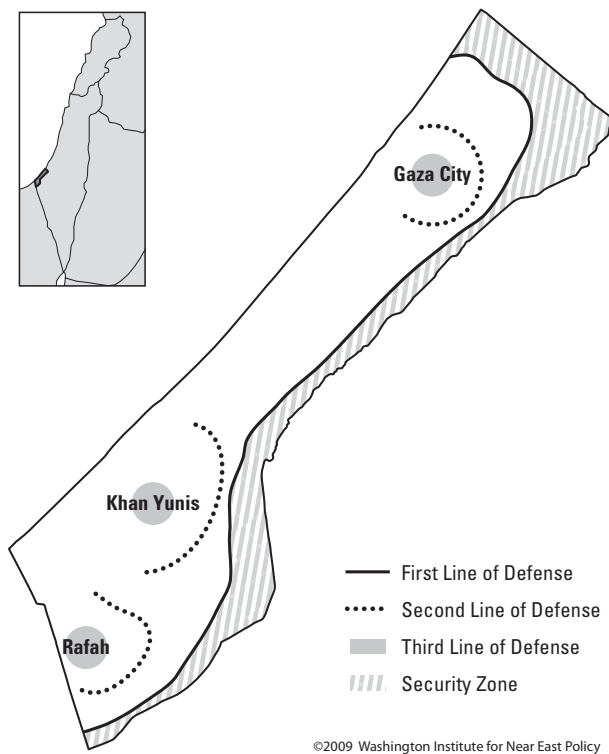 Gaza City
Khan Yunis
Rafah
First Line of Defense
Second Line of Defense
Third Line of Defense
Security Zone
©2009 Washington Institute for Near East Policy